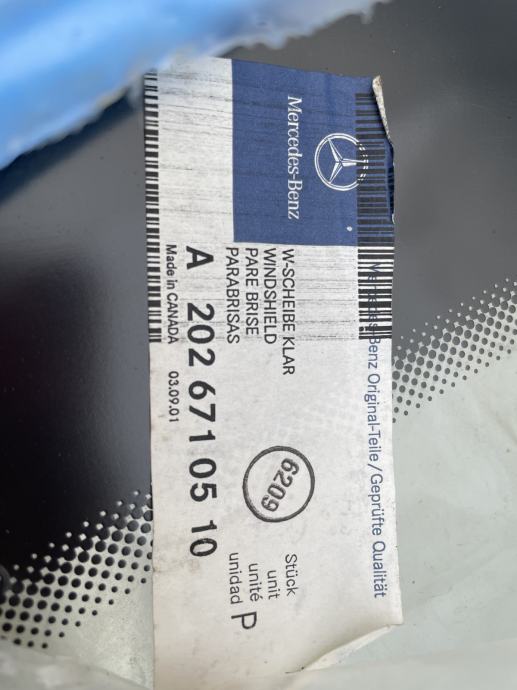 Mercedes-Benz
Mercedes-Benz Original-Teile/Geprüfte Qualität
W-SCHEIBE KLAR
WINDSHIELD
PARE BRISE
PARABRISAS
6209
Stück
unit
unité
unidad
P
A 202 671 05 10
Made in CANADA 03.09.01